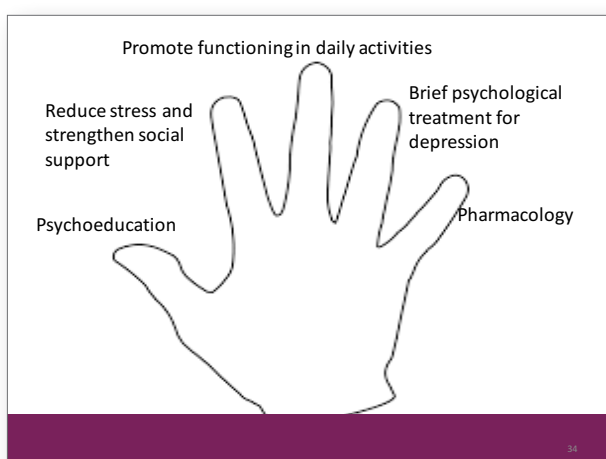 Promote functioning in daily activities
Reduce stress and
strengthen social
support
Brief psychological
treatment for
depression
Psychoeducation
Pharmacology
34